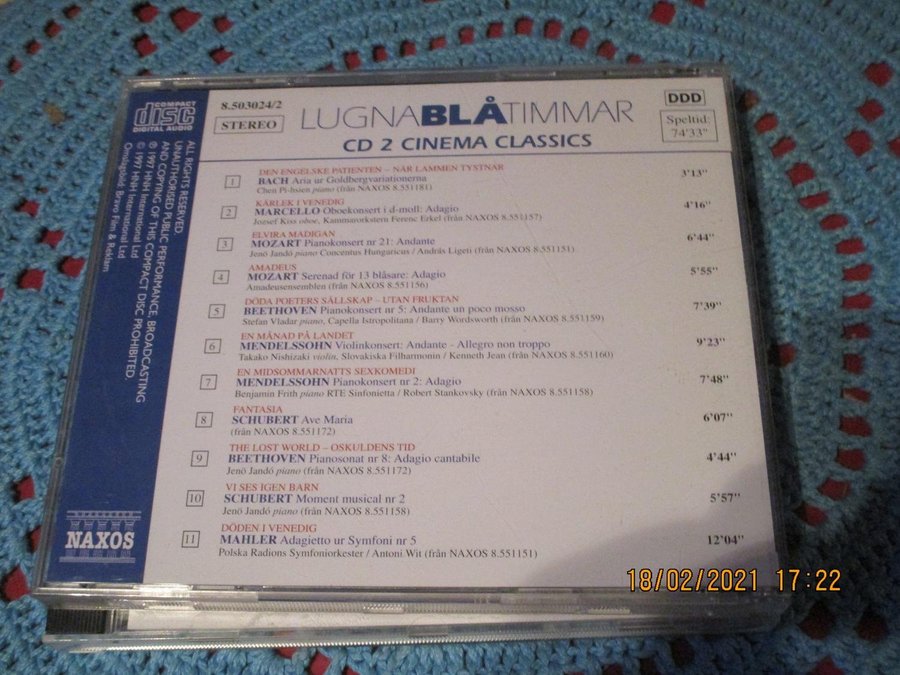 COMPACT
disc
DIGITAL AUDIO
8.503024/2
STEREO
LUGNABLÅTIMMAR
CD 2 CINEMA CLASSICS
DDD
Speltid:
74'33"
DEN ENGELSKE PATIENTEN – NÄR LAMMEN TYSTNAR
1 BACH Aria ur Goldbergvariationerna 3'13"
Chen Pi-hsien piano (från NAXOS 8.551181)
KÄRLEK I VENEDIG
2 MARCELLO Oboekonsert i d-moll: Adagio 4'16"
Jozsef Kiss oboe, Kammarorkstern Ferenc Erkel (från NAXOS 8.551157)
ELVIRA MADIGAN
3 MOZART Pianokonsert nr 21: Andante 6'44"
Jenö Jandó piano Concentus Hungaricus / András Ligeti (från NAXOS 8.551151)
AMADEUS
4 MOZART Serenad för 13 blåsare: Adagio 5'55"
Amadeusensemblen (från NAXOS 8.551156)
DÖDA POETERS SÄLLSKAP – UTAN FRUKTAN
5 BEETHOVEN Pianokonsert nr 5: Andante un poco mosso 7'39"
Stefan Vladar piano, Capella Istropolitana / Barry Wordsworth (från NAXOS 8.551159)
EN MÅNAD PÅ LANDET
6 MENDELSSOHN Violinkonsert: Andante - Allegro non troppo 9'23"
Takako Nishizaki violin, Slovakiska Filharmonin / Kenneth Jean (från NAXOS 8.551160)
EN MIDSOMMARNATTS SEXKOMEDI
7 MENDELSSOHN Pianokonsert nr 2: Adagio 7'48"
Benjamin Frith piano RTE Sinfonietta / Robert Stankovsky (från NAXOS 8.551158)
FANTASIA
8 SCHUBERT Ave Maria 6'07"
(från NAXOS 8.551172)
THE LOST WORLD – OSKULDENS TID
9 BEETHOVEN Pianosonat nr 8: Adagio cantabile 4'44"
Jenö Jandó piano (från NAXOS 8.551172)
VI SES IGEN BARN
10 SCHUBERT Moment musical nr 2 5'57"
Jenö Jandó piano (från NAXOS 8.551158)
DÖDEN I VENEDIG
11 MAHLER Adagietto ur Symfoni nr 5 12'04"
Polska Radions Symfoniorkester / Antoni Wit (från NAXOS 8.551151)
ALL RIGHTS RESERVED.
UNAUTHORISED PUBLIC PERFORMANCE, BROADCASTING
AND COPYING OF THIS COMPACT DISC PROHIBITED.
℗ 1997 HNH International Ltd
© 1997 HNH International Ltd
Omslagsbild: Bravo Film & Reklam
NAXOS
18/02/2021 17:22